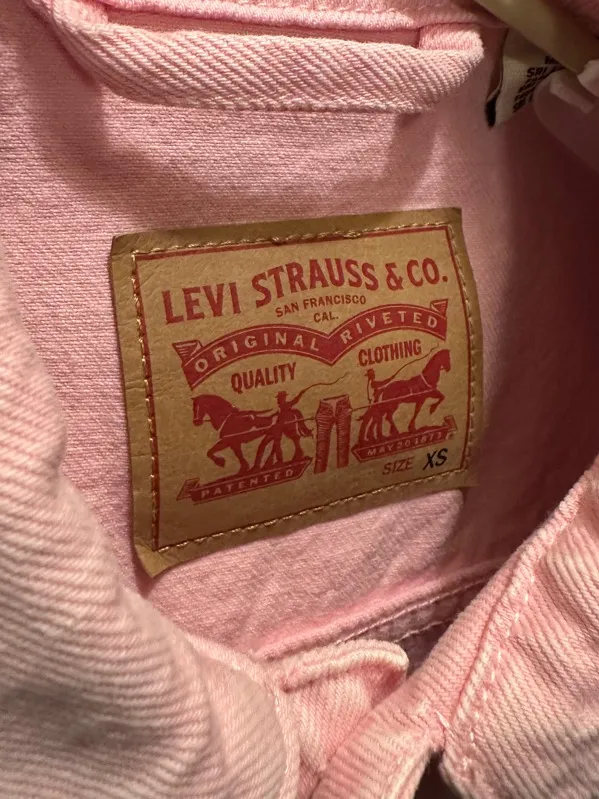 LEVI STRAUSS & CO.
SAN FRANCISCO
CAL.
ORIGINAL RIVETED
QUALITY CLOTHING
PATENTED MAY 20 1873
SIZE XS